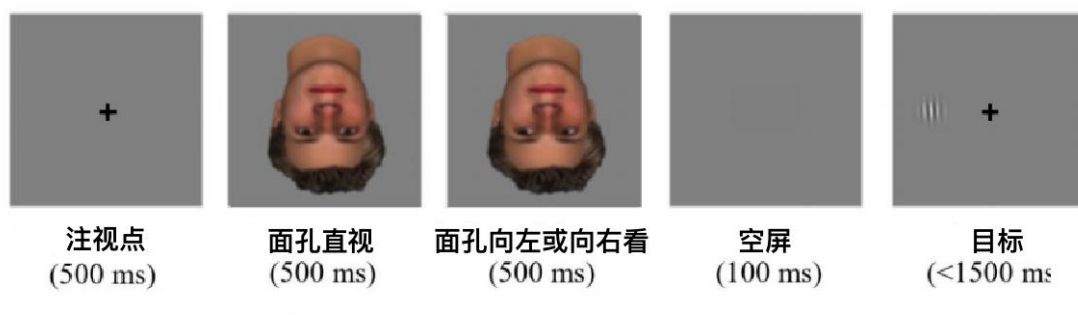 注视点
(500 ms)
面孔直视
(500 ms)
面孔向左或向右看
(500 ms)
空屏
(100 ms)
目标
(<1500 ms